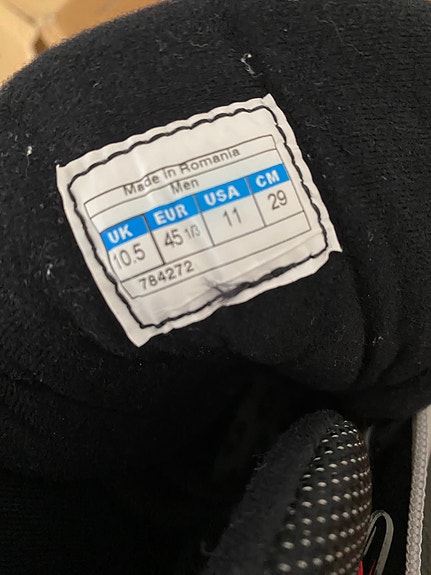 Made in Romania
Men
UK EUR USA CM
10.5 45 1/3 11 29
784272